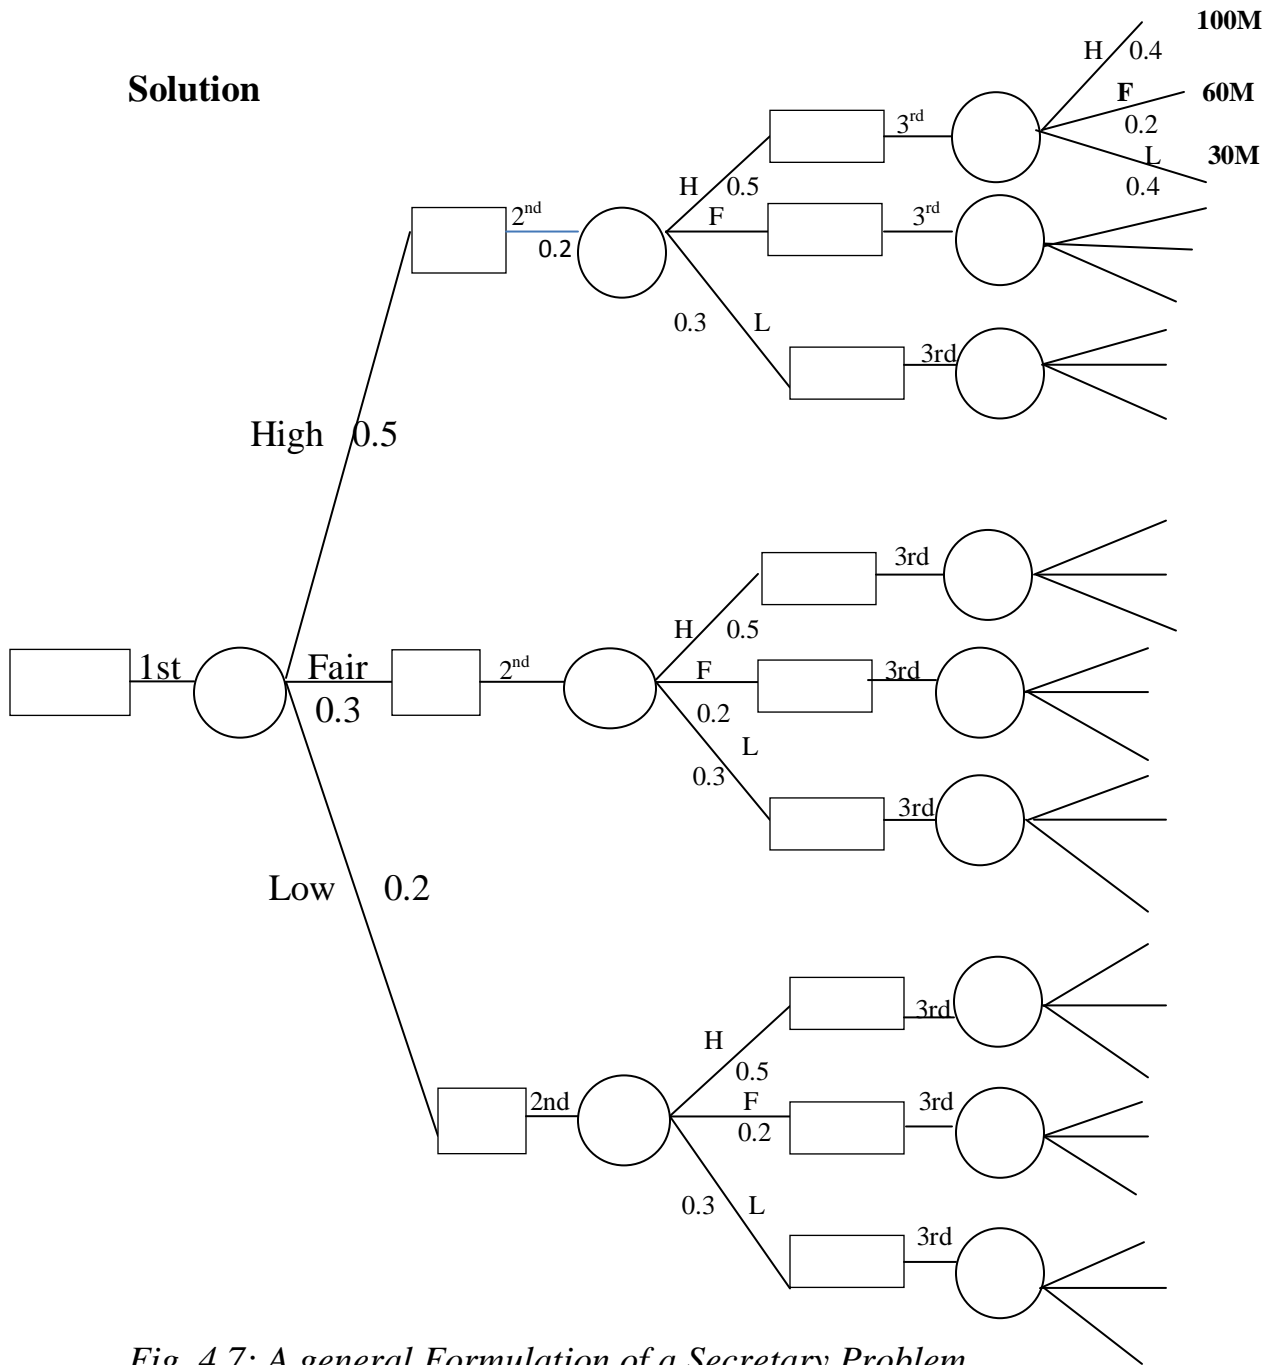 100M
H 0.4
Solution
F 60M
0.2
3rd
L 30M
0.4
H 0.5
2nd
F
3rd
0.2
0.3 L
3rd
High 0.5
3rd
H 0.5
1st
Fair
2nd
F
3rd
0.3
0.2
L
0.3
3rd
Low 0.2
3rd
H
0.5
2nd
F
3rd
0.2
0.3 L
3rd
Fig. 4.7: A general Formulation of a Secretary Problem